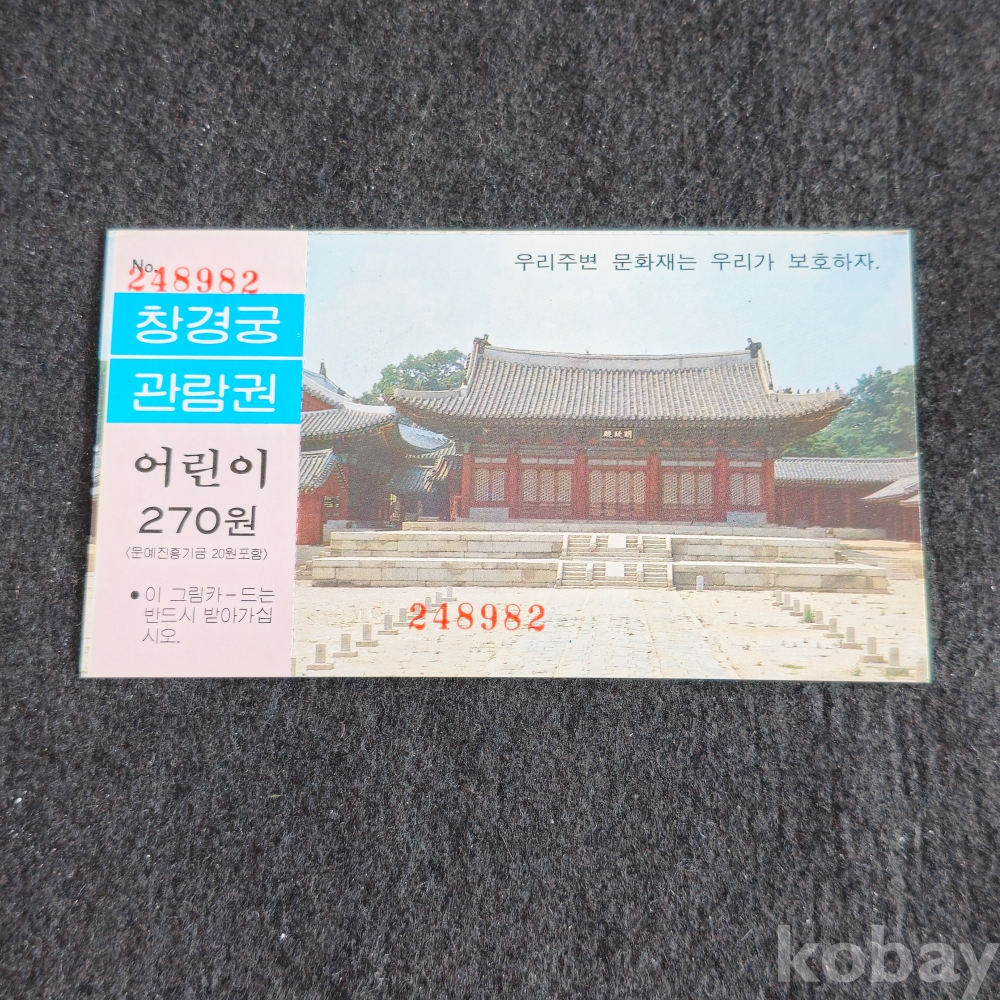 No.
248982
창경궁
관람권
어린이
270원
〈문예진흥기금 20원포함〉
● 이 그림카-드는
반드시 받아가십
시오.
우리주변 문화재는 우리가 보호하자.
明政殿
248982
kobay